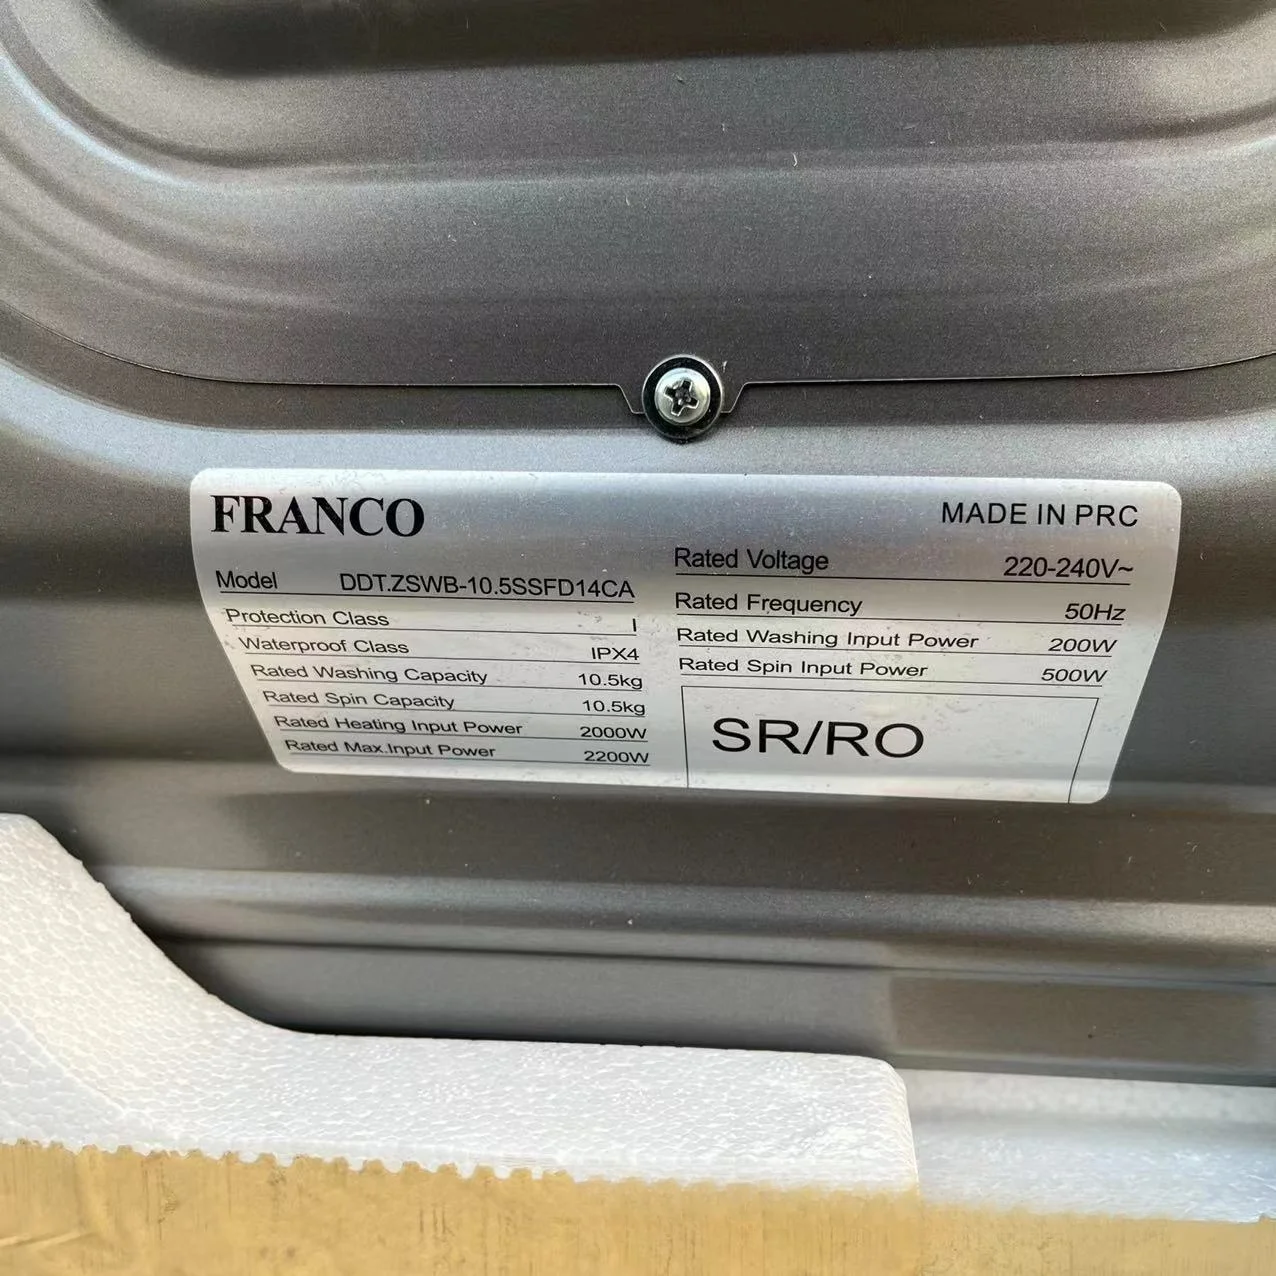 FRANCO
MADE IN PRC
Model DDT.ZSWB-10.5SSFD14CA
Protection Class I
Waterproof Class IPX4
Rated Washing Capacity 10.5kg
Rated Spin Capacity 10.5kg
Rated Heating Input Power 2000W
Rated Max.Input Power 2200W
Rated Voltage 220-240V~
Rated Frequency 50Hz
Rated Washing Input Power 200W
Rated Spin Input Power 500W
SR/RO